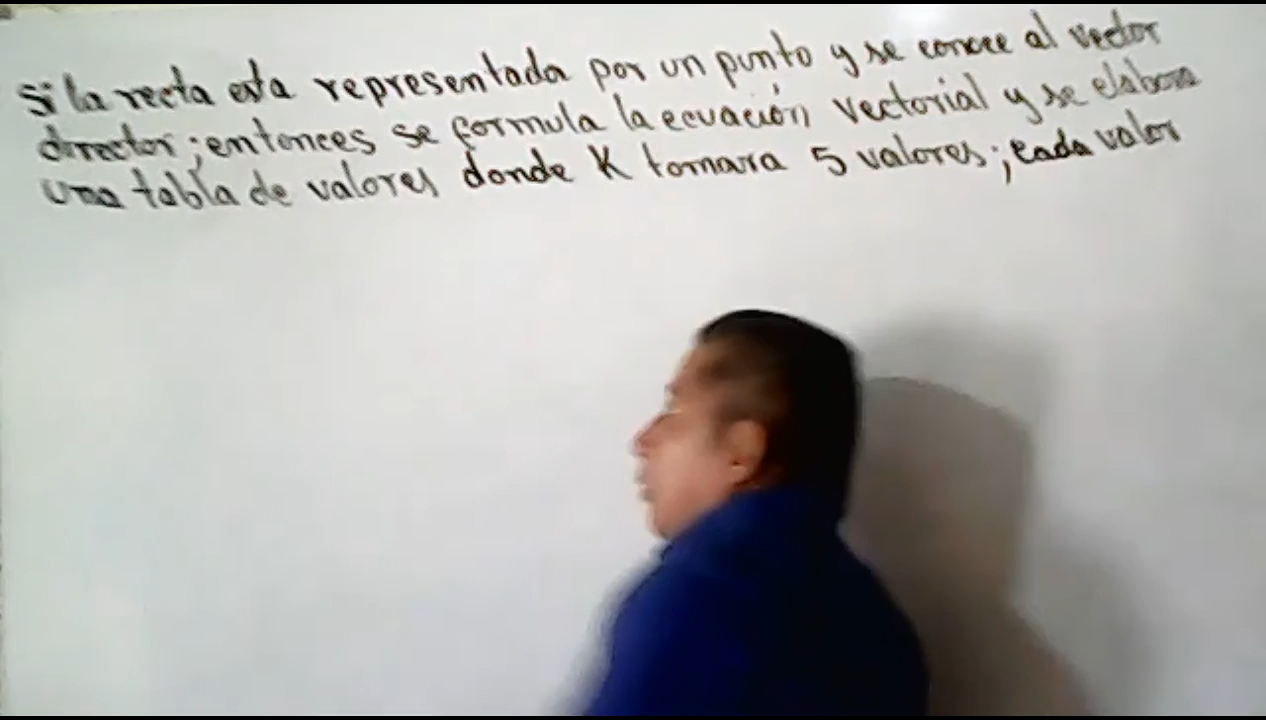 Si la recta esta representada por un punto y se conoce al vector
director; entonces se formula la ecuación vectorial y se elabora
una tabla de valores donde K tomara 5 valores; cada valor